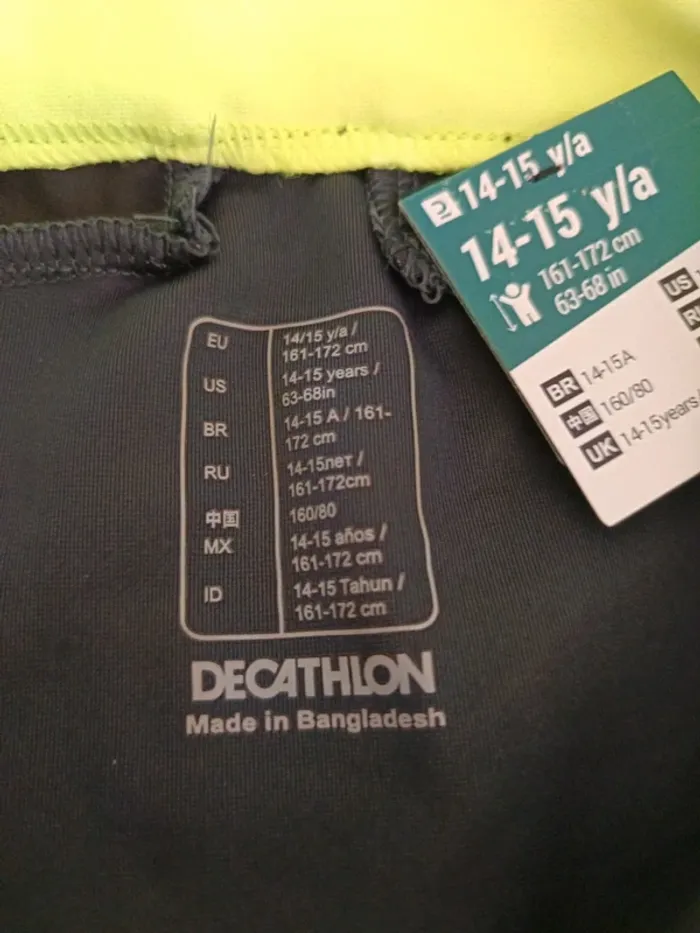 14-15 y/a
14-15 y/a
161-172 cm
63-68 in
US
BR 14-15A
中国 160/80
UK 14-15years/
EU 14/15 y/a /
161-172 cm
US 14-15 years /
63-68in
BR 14-15 A / 161-
172 cm
RU 14-15лет /
161-172cm
中国 160/80
MX 14-15 años /
161-172 cm
ID 14-15 Tahun /
161-172 cm
DECATHLON
Made in Bangladesh